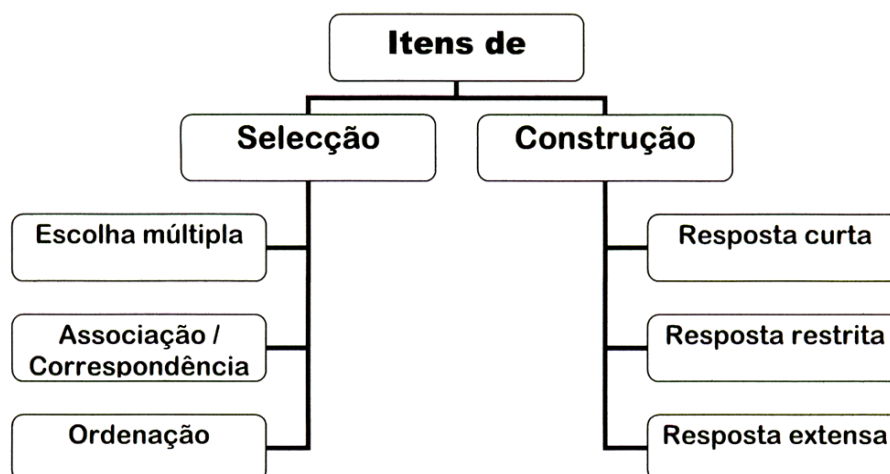 Itens de
Selecção
Construção
Escolha múltipla
Associação /
Correspondência
Ordenação
Resposta curta
Resposta restrita
Resposta extensa